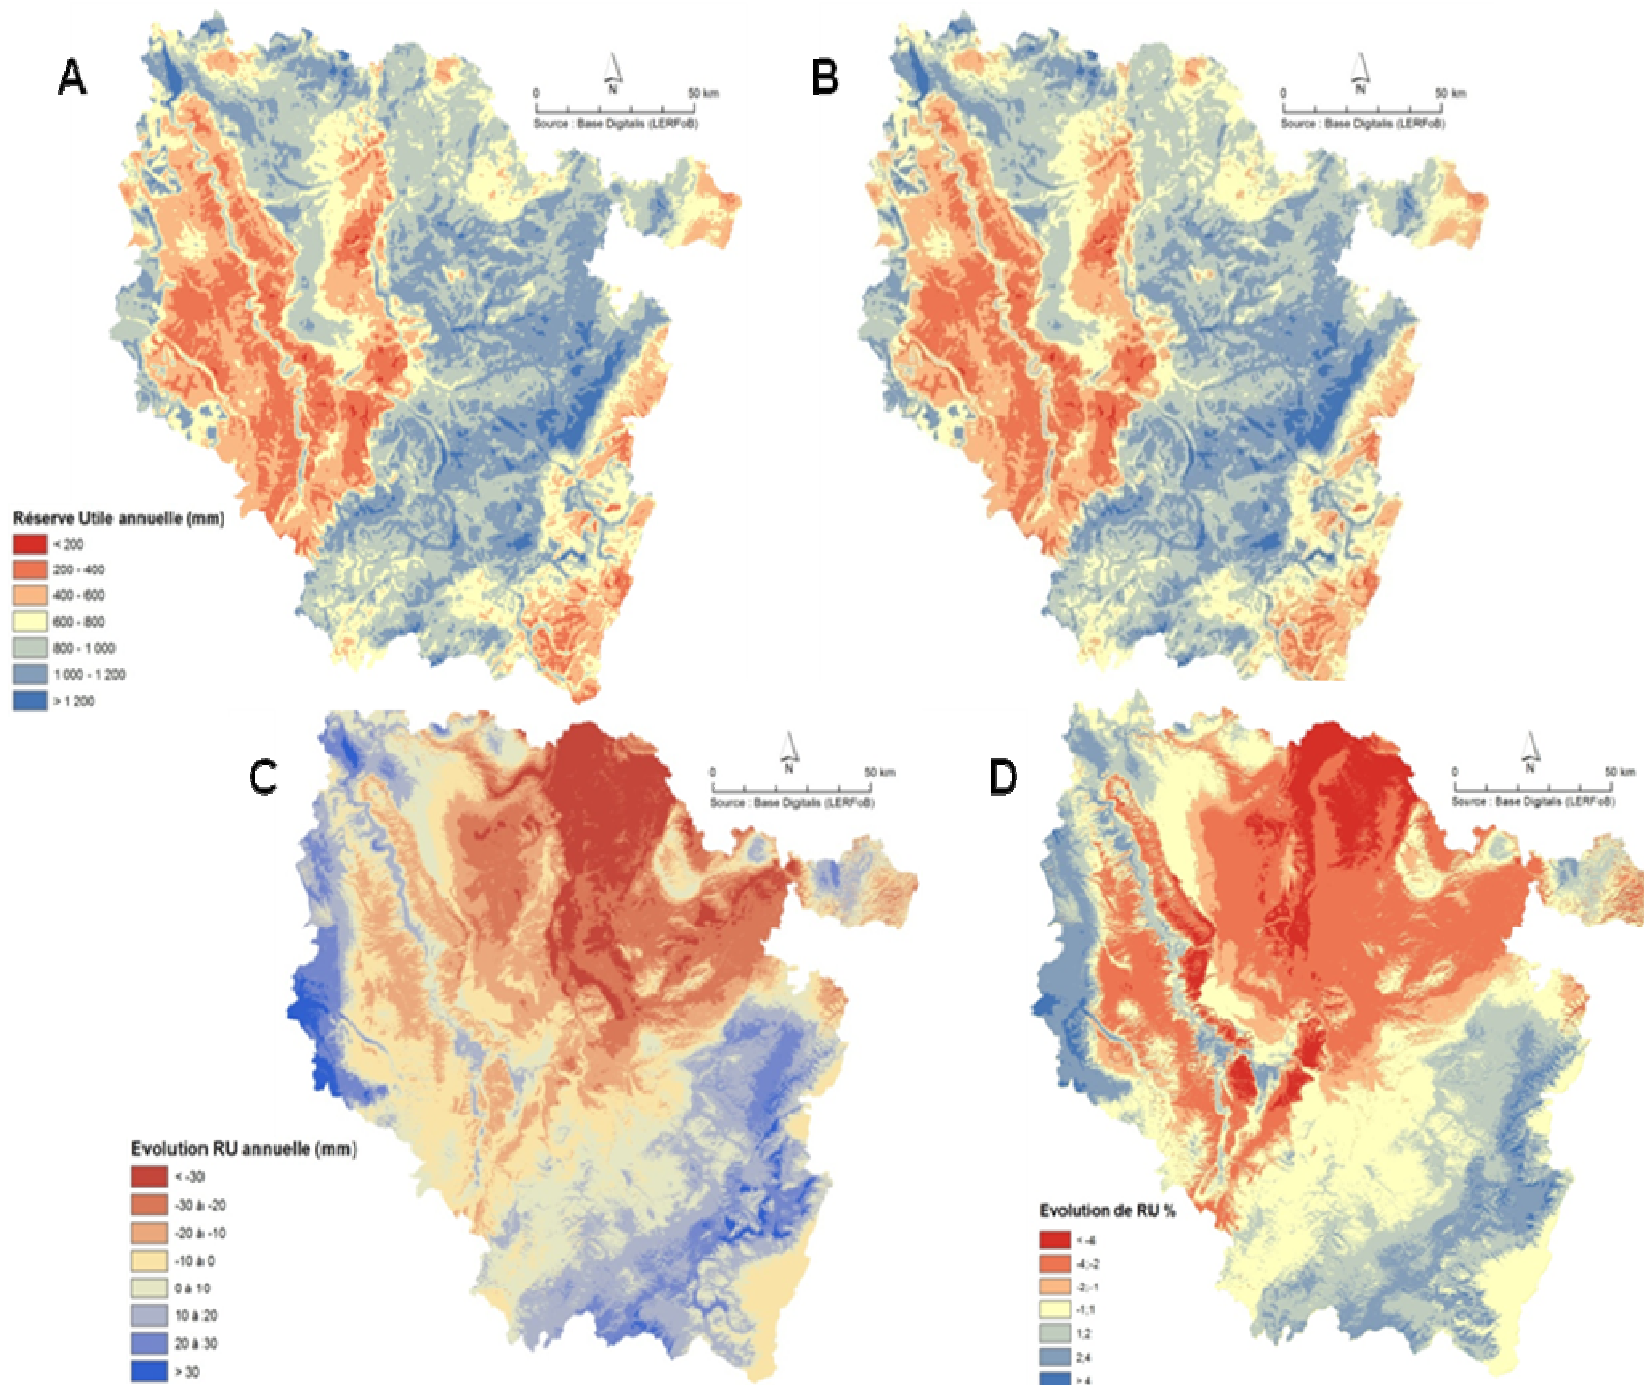 A
N
0 50 km
Source : Base Digitalis (LERFoB)
B
N
0 50 km
Source : Base Digitalis (LERFoB)
Réserve Utile annuelle (mm)
< 200
200 - 400
400 - 600
600 - 800
800 - 1 000
1 000 - 1 200
> 1 200
C
N
0 50 km
Source : Base Digitalis (LERFoB)
D
N
0 50 km
Source : Base Digitalis (LERFoB)
Evolution RU annuelle (mm)
< -30
-30 à -20
-20 à -10
-10 à 0
0 à 10
10 à 20
20 à 30
> 30
Evolution de RU %
< -4
-4;-2
-2;-1
-1;1
1;2
2;4
> 4